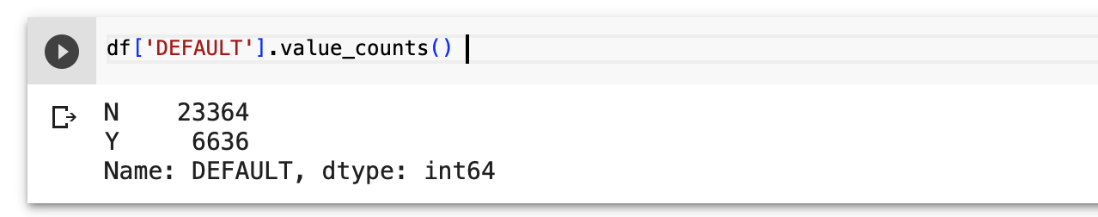 df['DEFAULT'].value_counts()
N    23364
Y     6636
Name: DEFAULT, dtype: int64